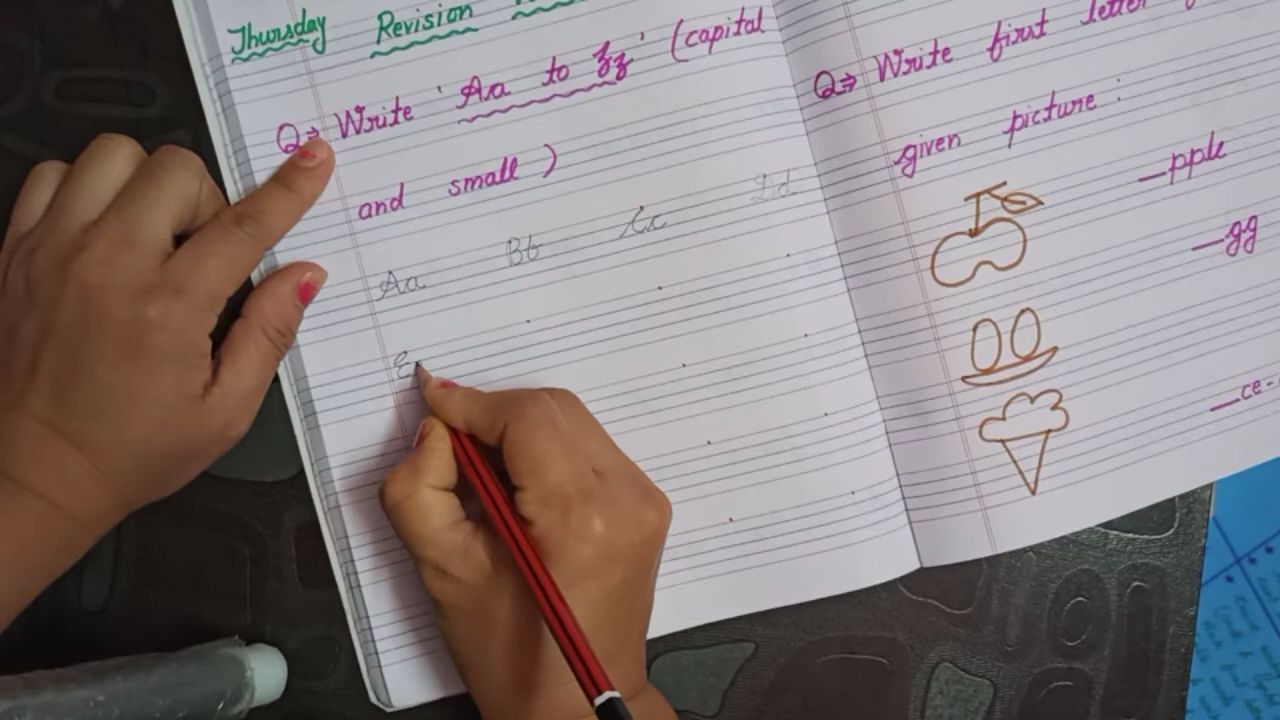 Thursday Revision
Q⇒ Write 'Aa to Zz' (capital
and small)
Aa Bb Cc Dd
E
Q⇒ Write first letter
given picture :
_pple
_gg
_ce-